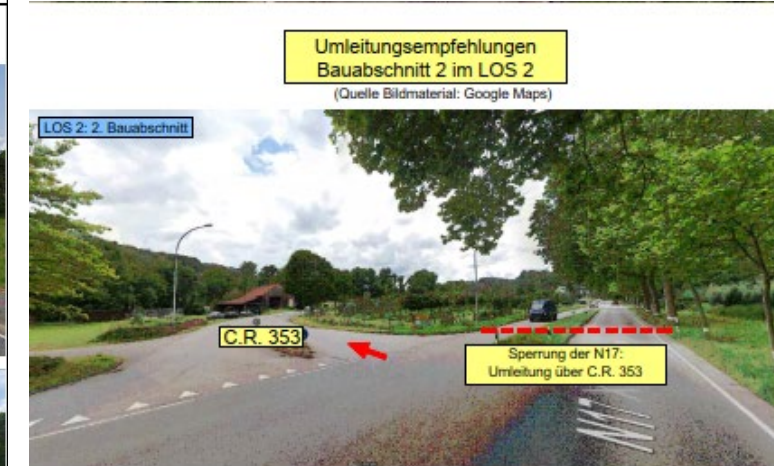 Umleitungsempfehlungen
Bauabschnitt 2 im LOS 2
(Quelle Bildmaterial: Google Maps)
LOS 2: 2. Bauabschnitt
C.R. 353
Sperrung der N17:
Umleitung über C.R. 353
N17